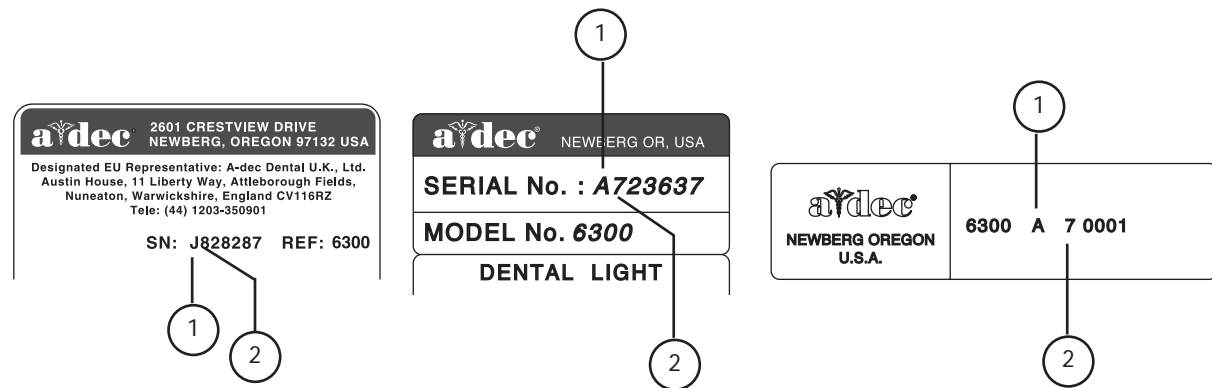 a-dec® 2601 CRESTVIEW DRIVE
NEWBERG, OREGON 97132 USA
Designated EU Representative: A-dec Dental U.K., Ltd.
Austin House, 11 Liberty Way, Attleborough Fields,
Nuneaton, Warwickshire, England CV116RZ
Tele: (44) 1203-350901
SN: J828287 REF: 6300
1
2
1
a-dec® NEWBERG OR, USA
SERIAL No. : A723637
MODEL No. 6300
DENTAL LIGHT
2
1
a-dec®
NEWBERG OREGON
U.S.A.
6300 A 7 0001
2